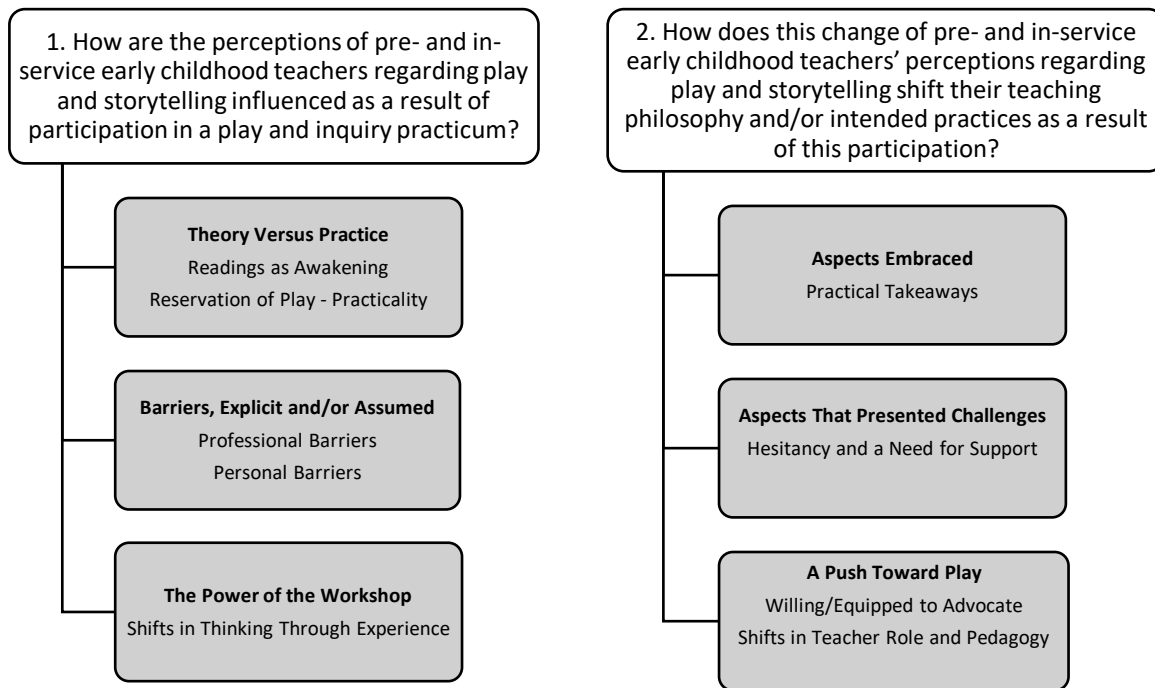 1. How are the perceptions of pre- and in-
service early childhood teachers regarding play
and storytelling influenced as a result of
participation in a play and inquiry practicum?
Theory Versus Practice
Readings as Awakening
Reservation of Play - Practicality
Barriers, Explicit and/or Assumed
Professional Barriers
Personal Barriers
The Power of the Workshop
Shifts in Thinking Through Experience
2. How does this change of pre- and in-service
early childhood teachers’ perceptions regarding
play and storytelling shift their teaching
philosophy and/or intended practices as a result
of this participation?
Aspects Embraced
Practical Takeaways
Aspects That Presented Challenges
Hesitancy and a Need for Support
A Push Toward Play
Willing/Equipped to Advocate
Shifts in Teacher Role and Pedagogy